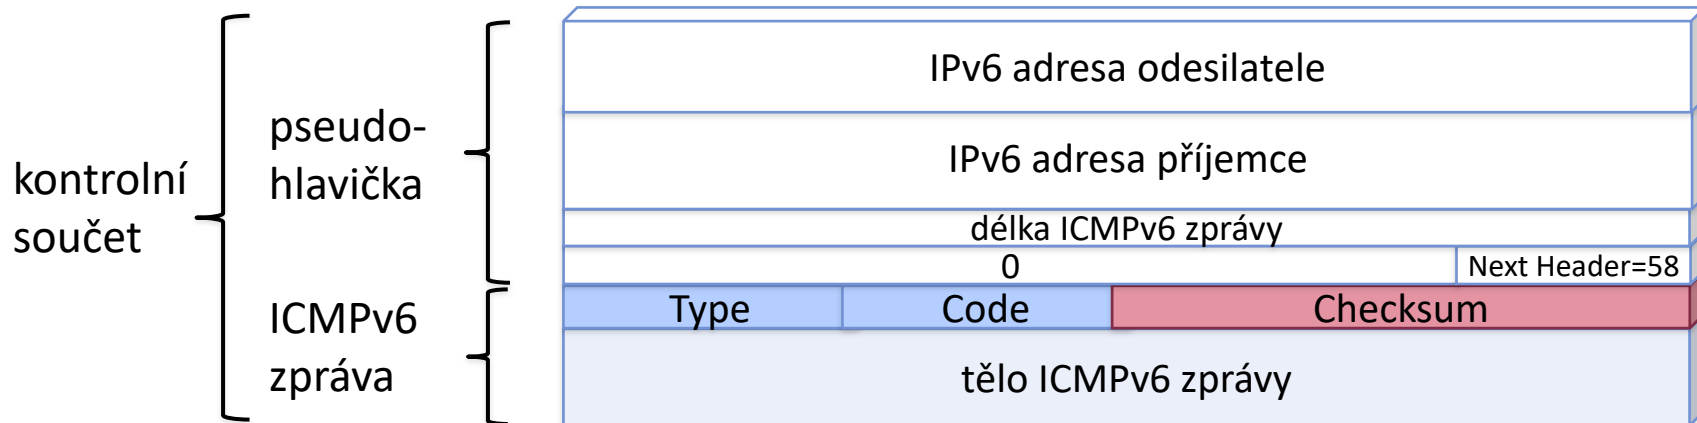 kontrolní
součet
pseudo-
hlavička
ICMPv6
zpráva
IPv6 adresa odesilatele
IPv6 adresa příjemce
délka ICMPv6 zprávy
0 Next Header=58
Type Code Checksum
tělo ICMPv6 zprávy